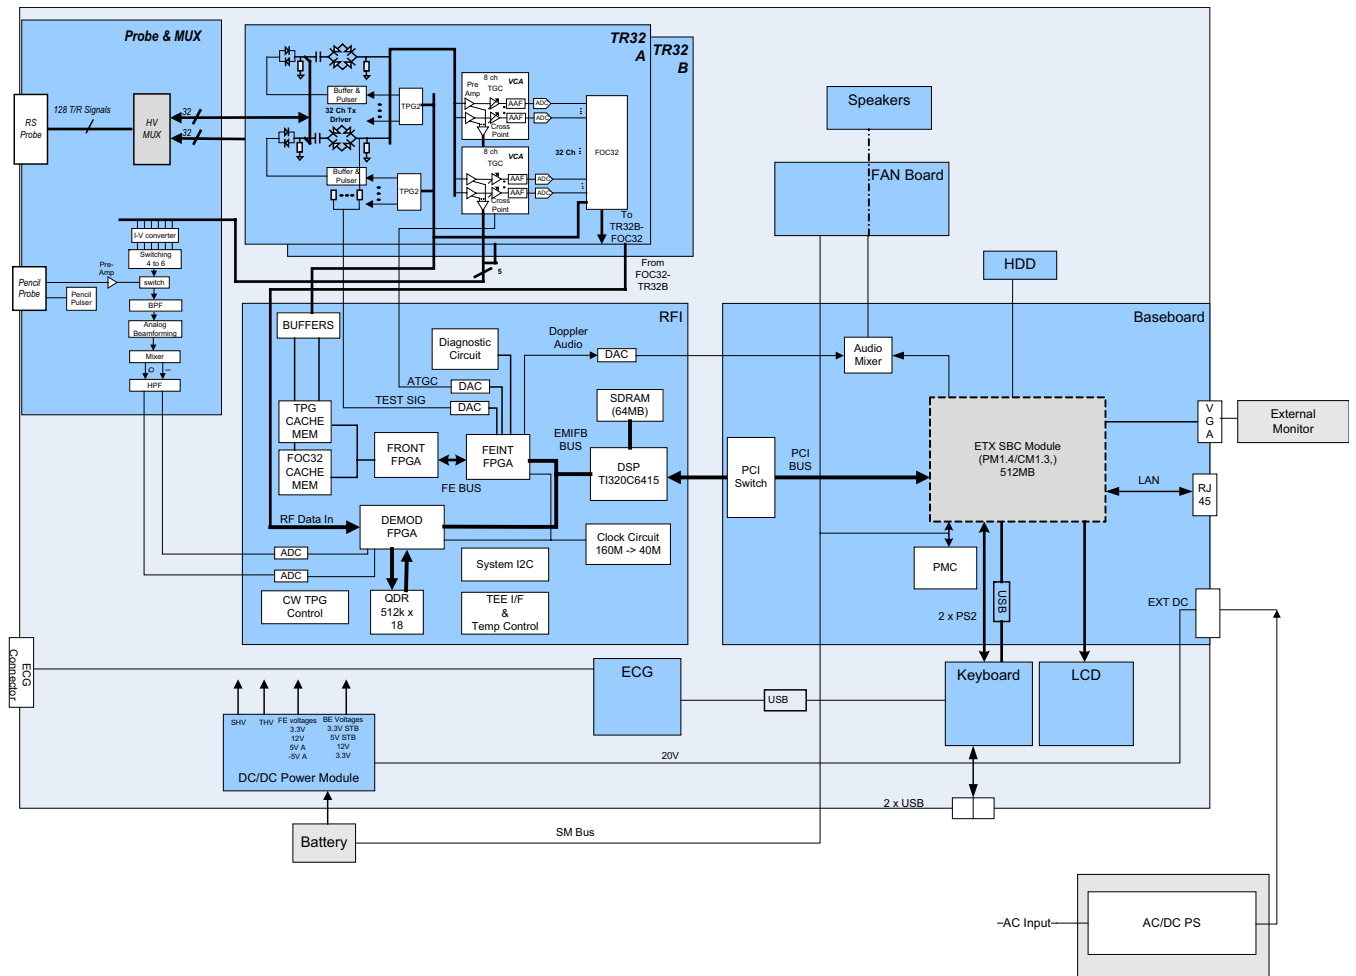 Probe & MUX
TR32
A
TR32
B
RS
Probe
128 T/R Signals
HV
MUX
32
32
Buffer &
Pulser
32 Ch Tx
Driver
TPG2
Buffer &
Pulser
TPG2
8 ch
TGC
VCA
Pre
Amp
AAF
ADC
AAF
ADC
Cross
Point
8 ch
TGC
VCA
AAF
ADC
AAF
ADC
Cross
Point
32 Ch
FOC32
To
TR32B-
FOC32
From
FOC32-
TR32B
5
I-V converter
Switching
4 to 6
Pre-
Amp
switch
Pencil
Probe
Pencil
Pulser
BPF
Analog
Beamforming
Mixer
Q
I
HPF
Speakers
FAN Board
HDD
RFI
BUFFERS
Diagnostic
Circuit
Doppler
Audio
DAC
ATGC
DAC
TEST SIG
DAC
TPG
CACHE
MEM
FOC32
CACHE
MEM
FRONT
FPGA
FEINT
FPGA
FE BUS
SDRAM
(64MB)
EMIFB
BUS
DSP
TI320C6415
RF Data In
DEMOD
FPGA
ADC
ADC
Clock Circuit
160M -> 40M
System I2C
CW TPG
Control
QDR
512k x
18
TEE I/F
&
Temp Control
Baseboard
Audio
Mixer
PCI
Switch
PCI
BUS
ETX SBC Module
(PM1.4/CM1.3,)
512MB
V
G
A
External
Monitor
LAN
RJ
45
PMC
2 x PS2
USB
EXT DC
ECG
Connector
ECG
USB
Keyboard
LCD
SHV
THV
FE voltages
3.3V
12V
5V A
-5V A
BE Voltages
3.3V STB
5V STB
12V
3.3V
DC/DC Power Module
20V
2 x USB
Battery
SM Bus
AC Input
AC/DC PS